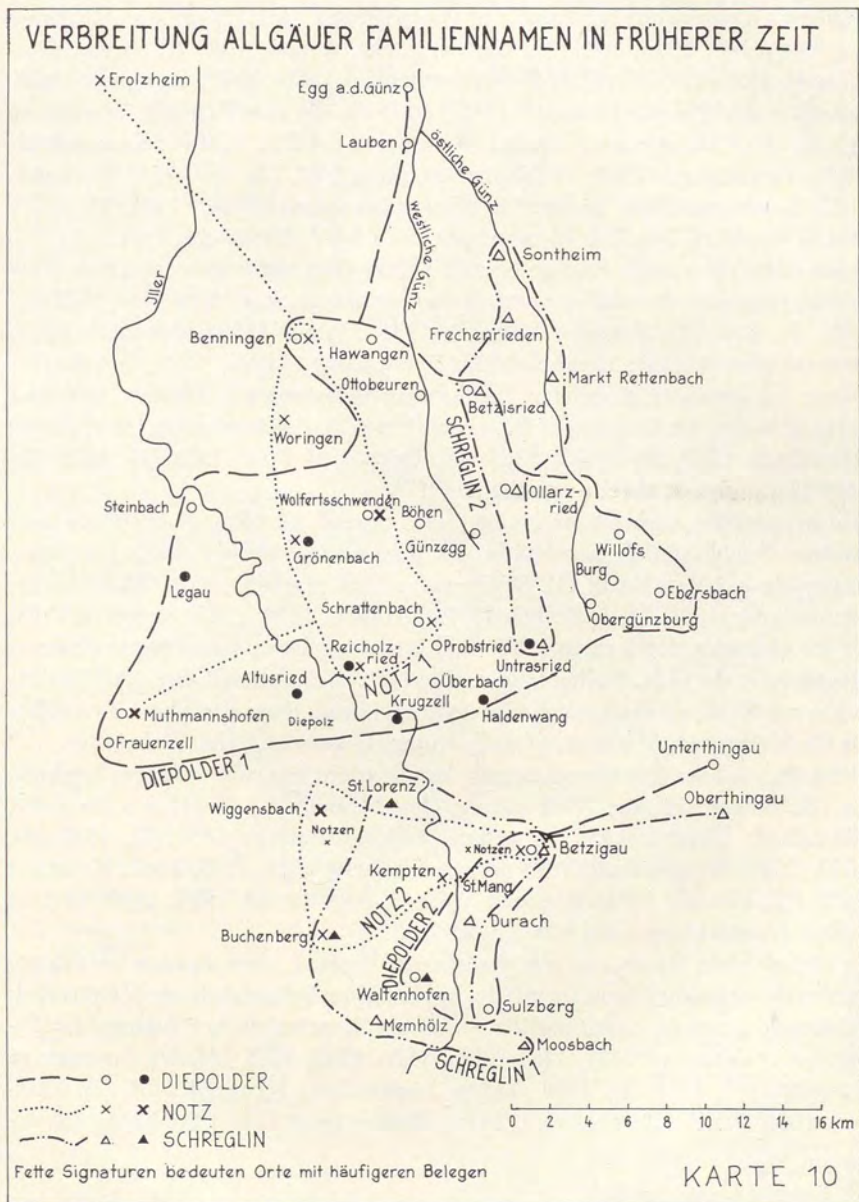 VERBREITUNG ALLGÄUER FAMILIENNAMEN IN FRÜHERER ZEIT
Erolzheim
Egg a.d.Günz
Lauben
östliche Günz
westliche Günz
Iller
Sontheim
Frechenrieden
Benningen
Hawangen
Markt Rettenbach
Ottobeuren
Betzisried
Woringen
SCHREGLIN 2
Steinbach
Wolfertsschwenden
Böhen
Ollarz-
ried
Günzegg
Willofs
Grönenbach
Burg
Legau
Ebersbach
Obergünzburg
Schrattenbach
Probstried
Untrasried
Reicholz
ried
NOTZ 1
Altusried
Überbach
Muthmannshofen
Diepolz
Krugzell
Haldenwang
Frauenzell
DIEPOLDER 1
Unterthingau
St.Lorenz
Oberthingau
Wiggensbach
Notzen
Notzen
Betzigau
Kempten
St.Mang
NOTZ2
DIEPOLDER 2
Durach
Buchenberg
Waltenhofen
Sulzberg
Memhölz
Moosbach
SCHREGLIN 1
DIEPOLDER
NOTZ
SCHREGLIN
0 2 4 6 8 10 12 14 16 km
Fette Signaturen bedeuten Orte mit häufigeren Belegen
KARTE 10